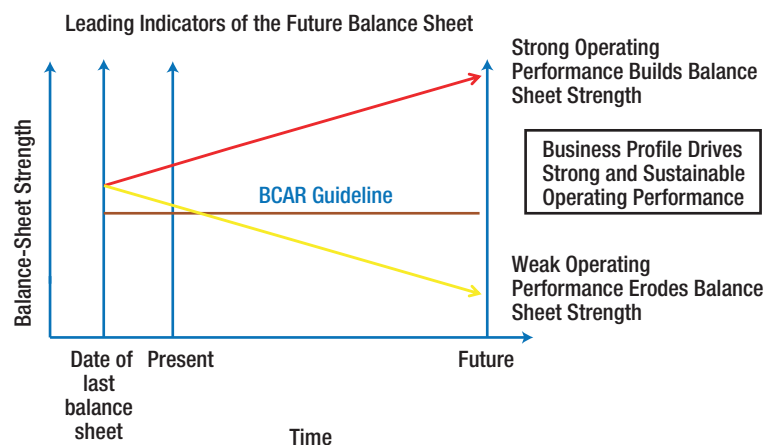 Leading Indicators of the Future Balance Sheet
Strong Operating
Performance Builds Balance
Sheet Strength
Business Profile Drives
Strong and Sustainable
Operating Performance
BCAR Guideline
Balance-Sheet Strength
Weak Operating
Performance Erodes Balance
Sheet Strength
Date of
last
balance
sheet
Present
Future
Time